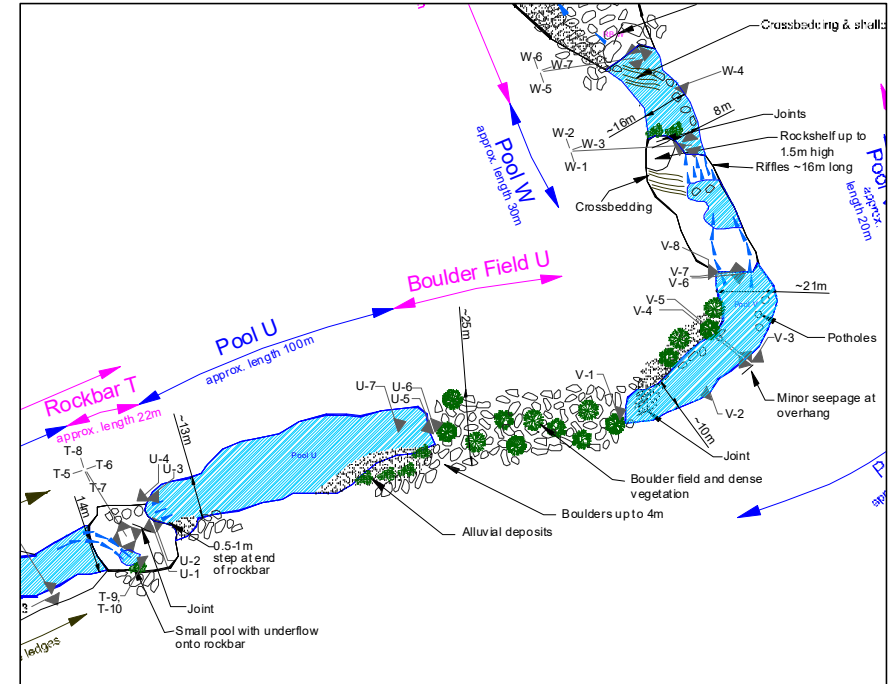 Crossbedding & shallo
W-6
W-7
W-5
W-4
~16m
8m
Joints
W-2
W-3
W-1
Rockshelf up to
1.5m high
Riffles ~16m long
Pool W
approx. length 30m
Crossbedding
approx.
length 20m
V-8
V-7
V-6
V-5
V-4
~21m
Pool V
Potholes
V-3
Minor seepage at
overhang
V-1
V-2
~10m
Joint
Boulder Field U
~25m
Pool U
approx. length 100m
Rockbar T
approx. length 22m
U-7
U-6
U-5
Pool U
~13m
U-4
U-3
T-8
T-6
T-5
T-7
14m
Boulder field and dense
vegetation
Boulders up to 4m
Alluvial deposits
0.5-1m
step at end
of rockbar
U-2
U-1
T-9,
T-10
Joint
Small pool with underflow
onto rockbar
ledges